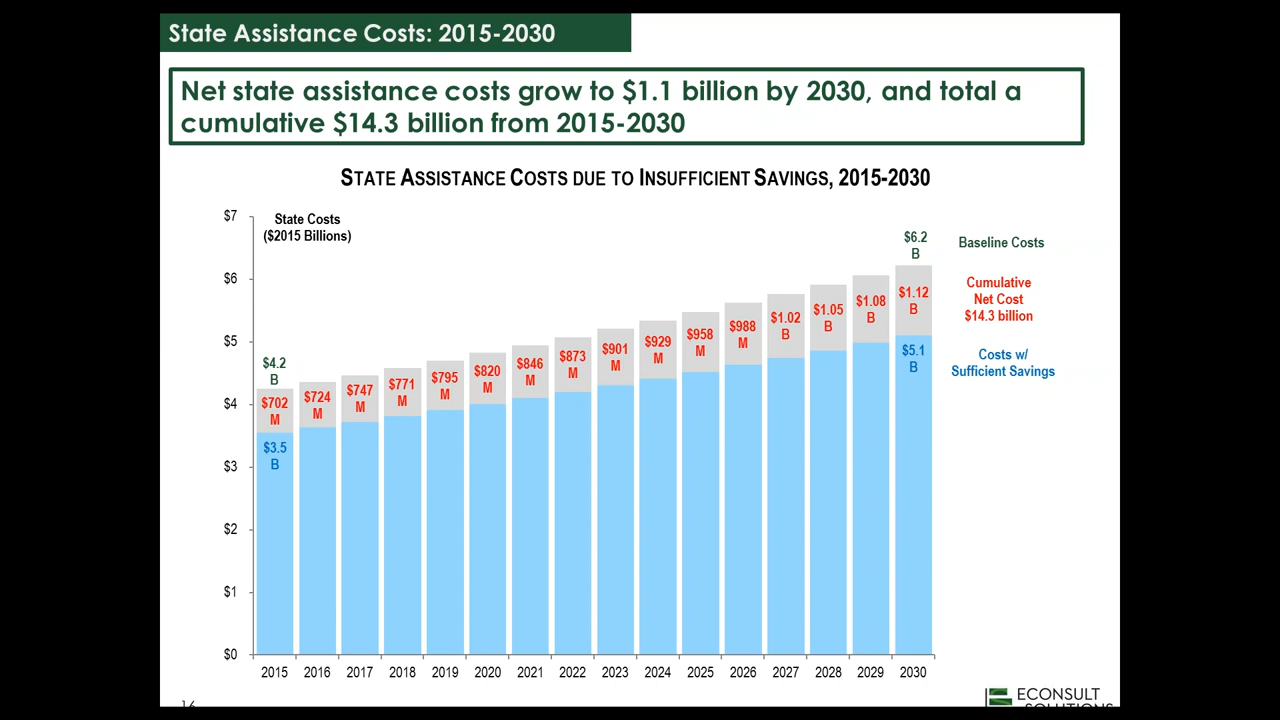 State Assistance Costs: 2015-2030
Net state assistance costs grow to $1.1 billion by 2030, and total a
cumulative $14.3 billion from 2015-2030
STATE ASSISTANCE COSTS DUE TO INSUFFICIENT SAVINGS, 2015-2030
State Costs
($2015 Billions)
$7
$6
$5
$4
$3
$2
$1
$0
$4.2
B
$702
M
$3.5
B
$724
M
$747
M
$771
M
$795
M
$820
M
$846
M
$873
M
$901
M
$929
M
$958
M
$988
M
$1.02
B
$1.05
B
$1.08
B
$6.2
B
$1.12
B
$5.1
B
Baseline Costs
Cumulative
Net Cost
$14.3 billion
Costs w/
Sufficient Savings
2015 2016 2017 2018 2019 2020 2021 2022 2023 2024 2025 2026 2027 2028 2029 2030
16
ECONSULT
SOLUTIONS